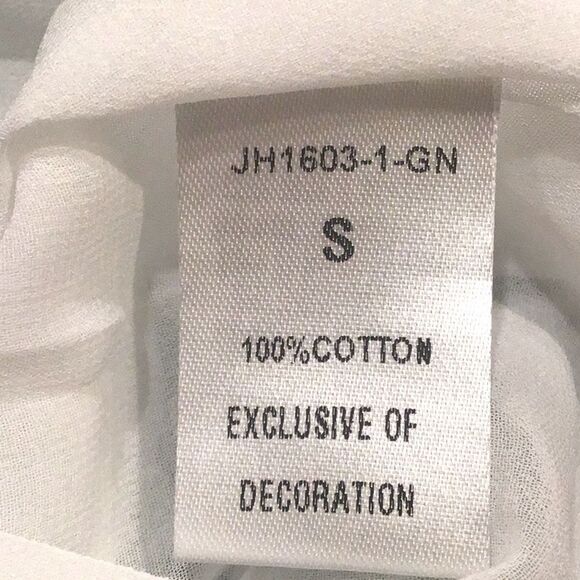 JH1603-1-GN
S
100%COTTON
EXCLUSIVE OF
DECORATION